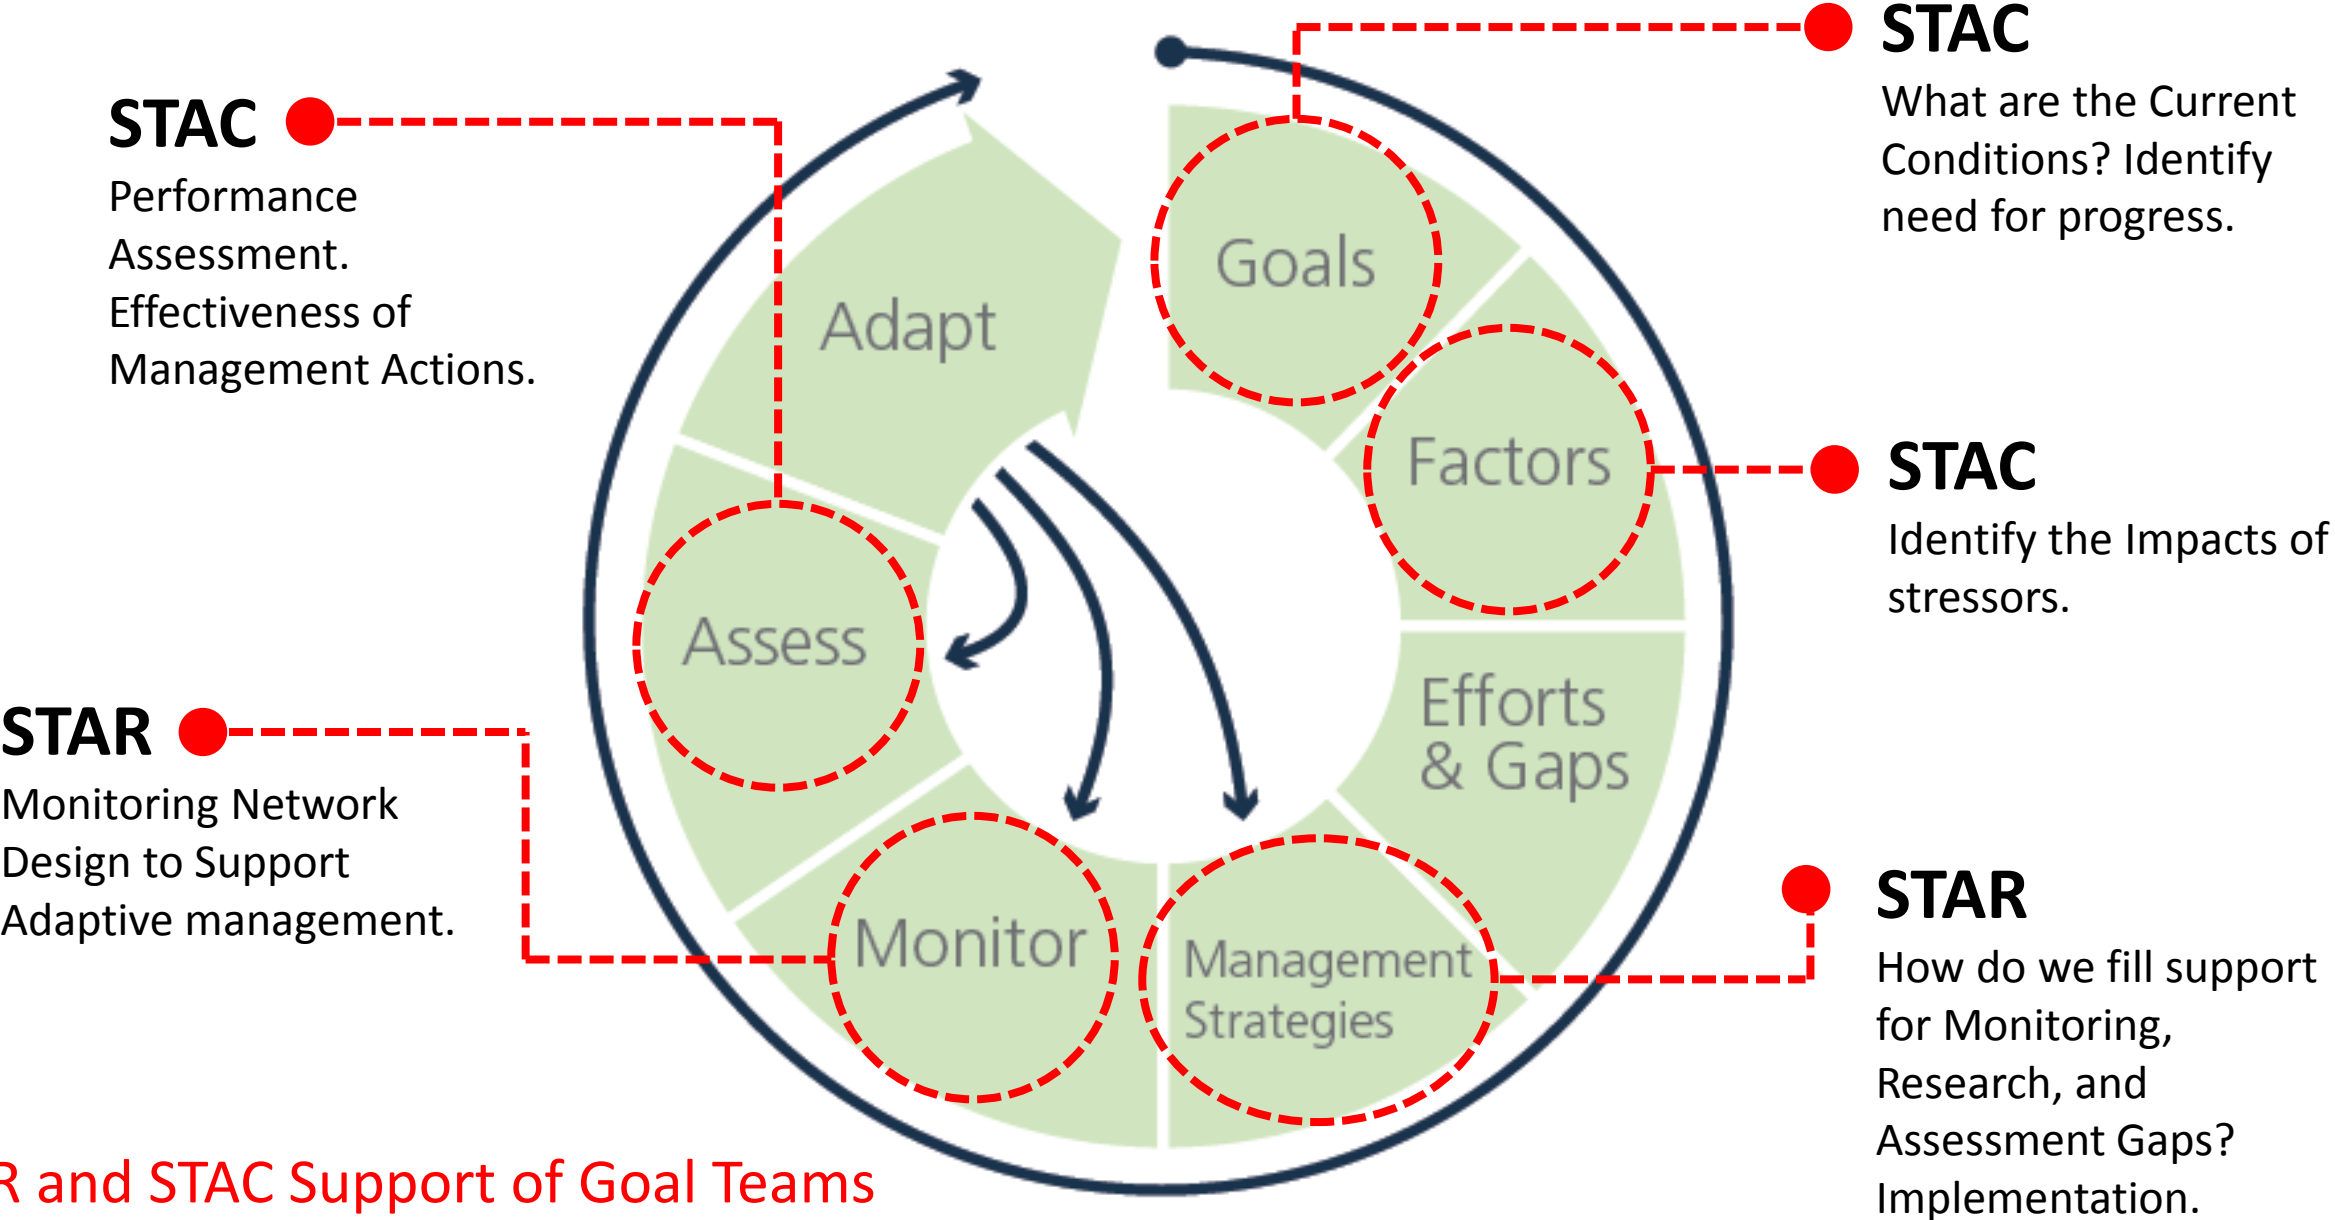 STAC
What are the Current
Conditions? Identify
need for progress.
STAC
Performance
Assessment.
Effectiveness of
Management Actions.
Goals
Adapt
Factors
STAC
Identify the Impacts of
stressors.
Assess
Efforts
& Gaps
STAR
Monitoring Network
Design to Support
Adaptive management.
Monitor
Management
Strategies
STAR
How do we fill support
for Monitoring,
Research, and
Assessment Gaps?
Implementation.
R and STAC Support of Goal Teams